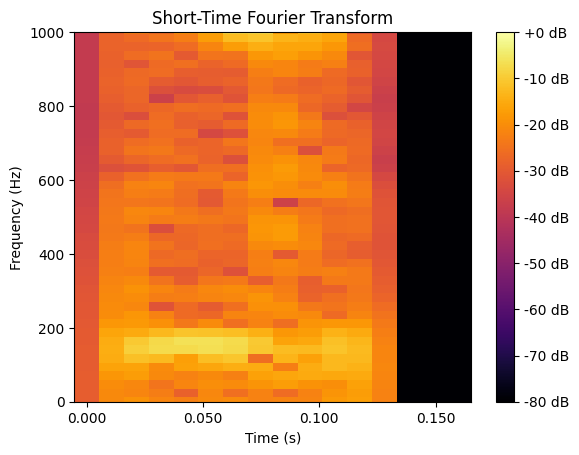 Short-Time Fourier Transform
Frequency (Hz)
1000
800
600
400
200
0
0.000
0.050
0.100
0.150
Time (s)
+0 dB
-10 dB
-20 dB
-30 dB
-40 dB
-50 dB
-60 dB
-70 dB
-80 dB